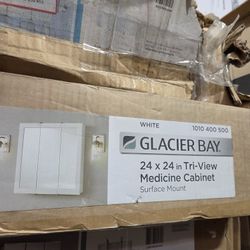 WHITE
1010 400 500
GLACIER BAY.
24 x 24 in Tri-View
Medicine Cabinet
Surface Mount